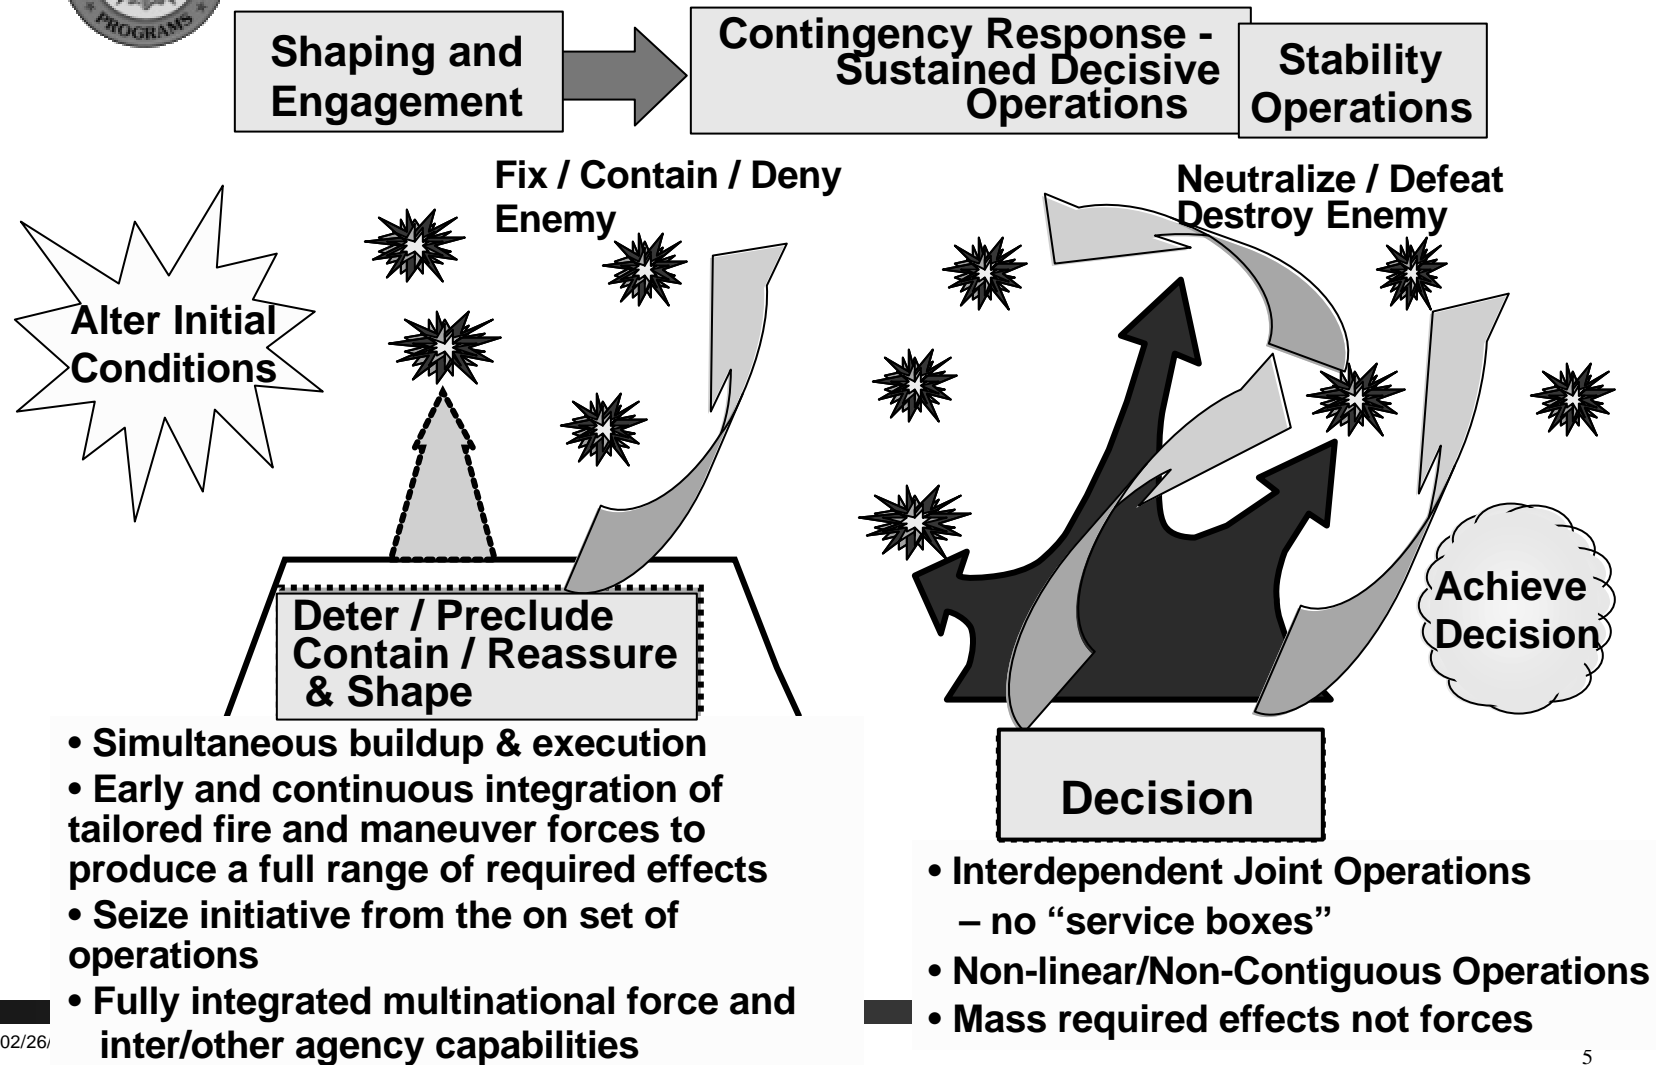 PROGRAMS
Shaping and
Engagement
Contingency Response -
Sustained Decisive
Operations
Stability
Operations
Fix / Contain / Deny
Enemy
Neutralize / Defeat
Destroy Enemy
Alter Initial
Conditions
Deter / Preclude
Contain / Reassure
& Shape
Achieve
Decision
• Simultaneous buildup & execution
• Early and continuous integration of
tailored fire and maneuver forces to
produce a full range of required effects
• Seize initiative from the on set of
operations
• Fully integrated multinational force and
inter/other agency capabilities
Decision
• Interdependent Joint Operations
– no “service boxes”
• Non-linear/Non-Contiguous Operations
• Mass required effects not forces
02/26/
5